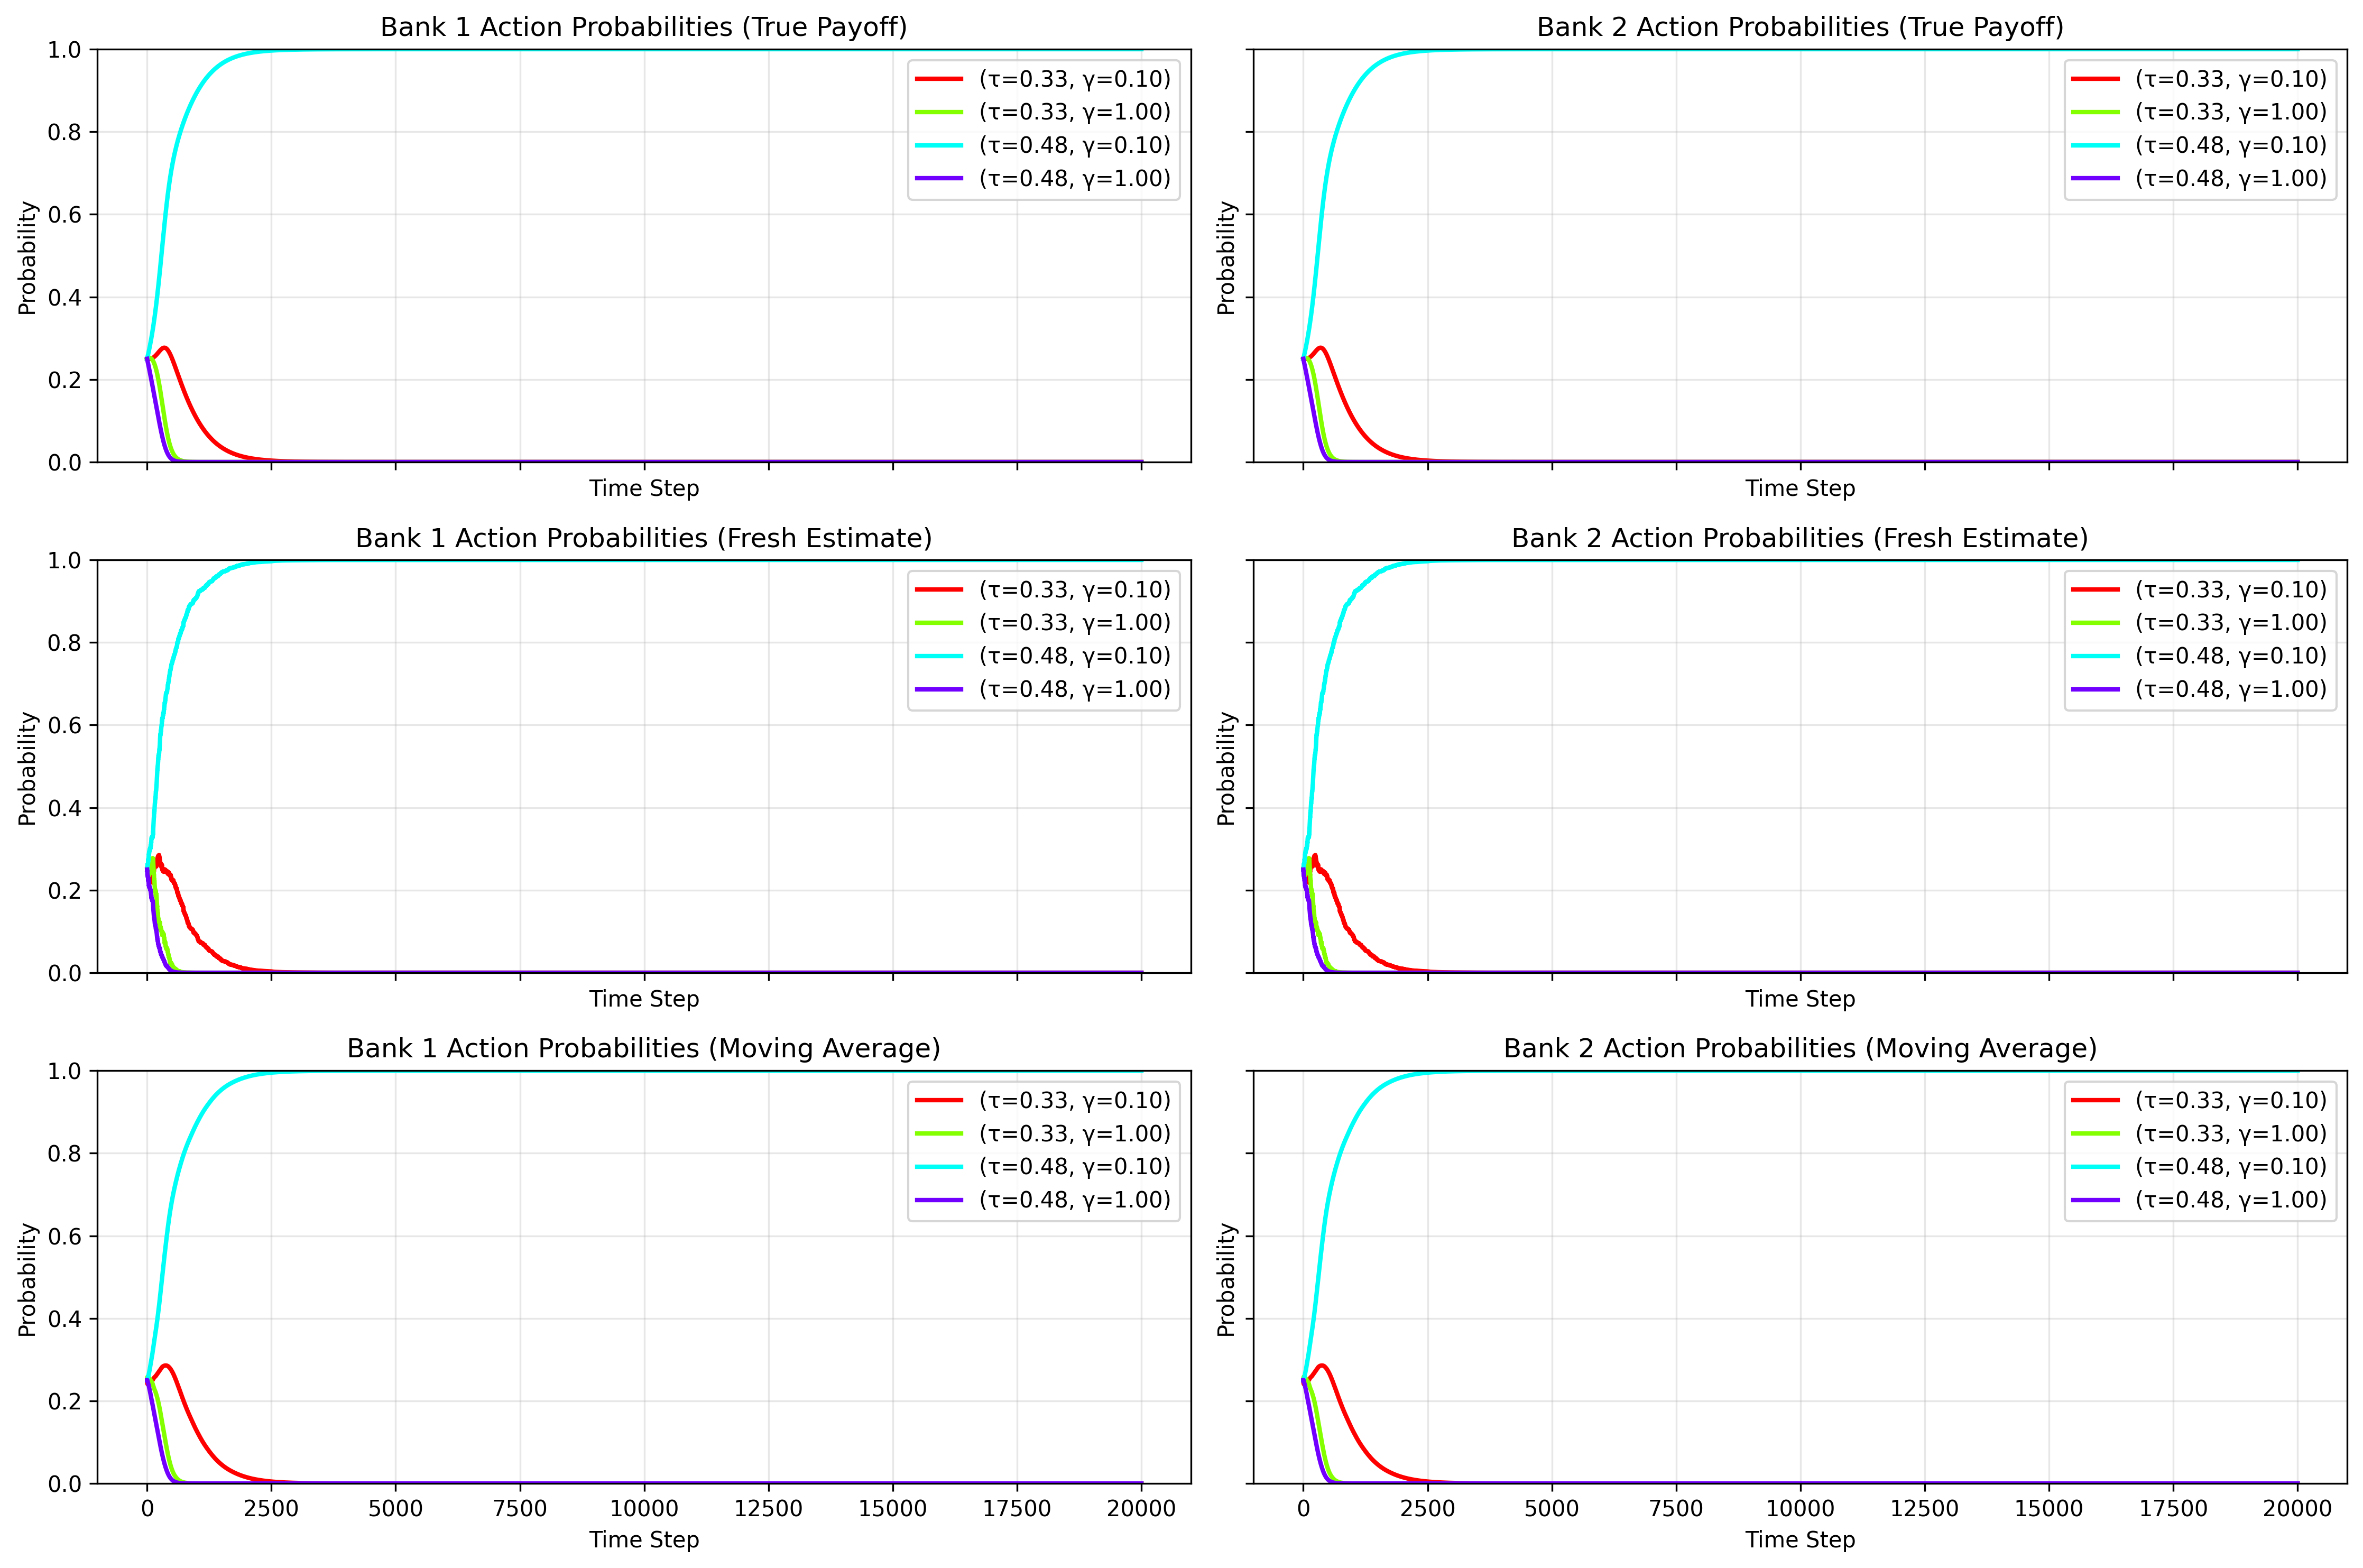 Bank 1 Action Probabilities (True Payoff)
Probability
1.0
0.8
0.6
0.4
0.2
0.0
(τ=0.33, γ=0.10)
(τ=0.33, γ=1.00)
(τ=0.48, γ=0.10)
(τ=0.48, γ=1.00)
Time Step
Bank 2 Action Probabilities (True Payoff)
Probability
(τ=0.33, γ=0.10)
(τ=0.33, γ=1.00)
(τ=0.48, γ=0.10)
(τ=0.48, γ=1.00)
Time Step
Bank 1 Action Probabilities (Fresh Estimate)
Probability
1.0
0.8
0.6
0.4
0.2
0.0
(τ=0.33, γ=0.10)
(τ=0.33, γ=1.00)
(τ=0.48, γ=0.10)
(τ=0.48, γ=1.00)
Time Step
Bank 2 Action Probabilities (Fresh Estimate)
Probability
(τ=0.33, γ=0.10)
(τ=0.33, γ=1.00)
(τ=0.48, γ=0.10)
(τ=0.48, γ=1.00)
Time Step
Bank 1 Action Probabilities (Moving Average)
Probability
1.0
0.8
0.6
0.4
0.2
0.0
(τ=0.33, γ=0.10)
(τ=0.33, γ=1.00)
(τ=0.48, γ=0.10)
(τ=0.48, γ=1.00)
0 2500 5000 7500 10000 12500 15000 17500 20000
Time Step
Bank 2 Action Probabilities (Moving Average)
Probability
(τ=0.33, γ=0.10)
(τ=0.33, γ=1.00)
(τ=0.48, γ=0.10)
(τ=0.48, γ=1.00)
0 2500 5000 7500 10000 12500 15000 17500 20000
Time Step